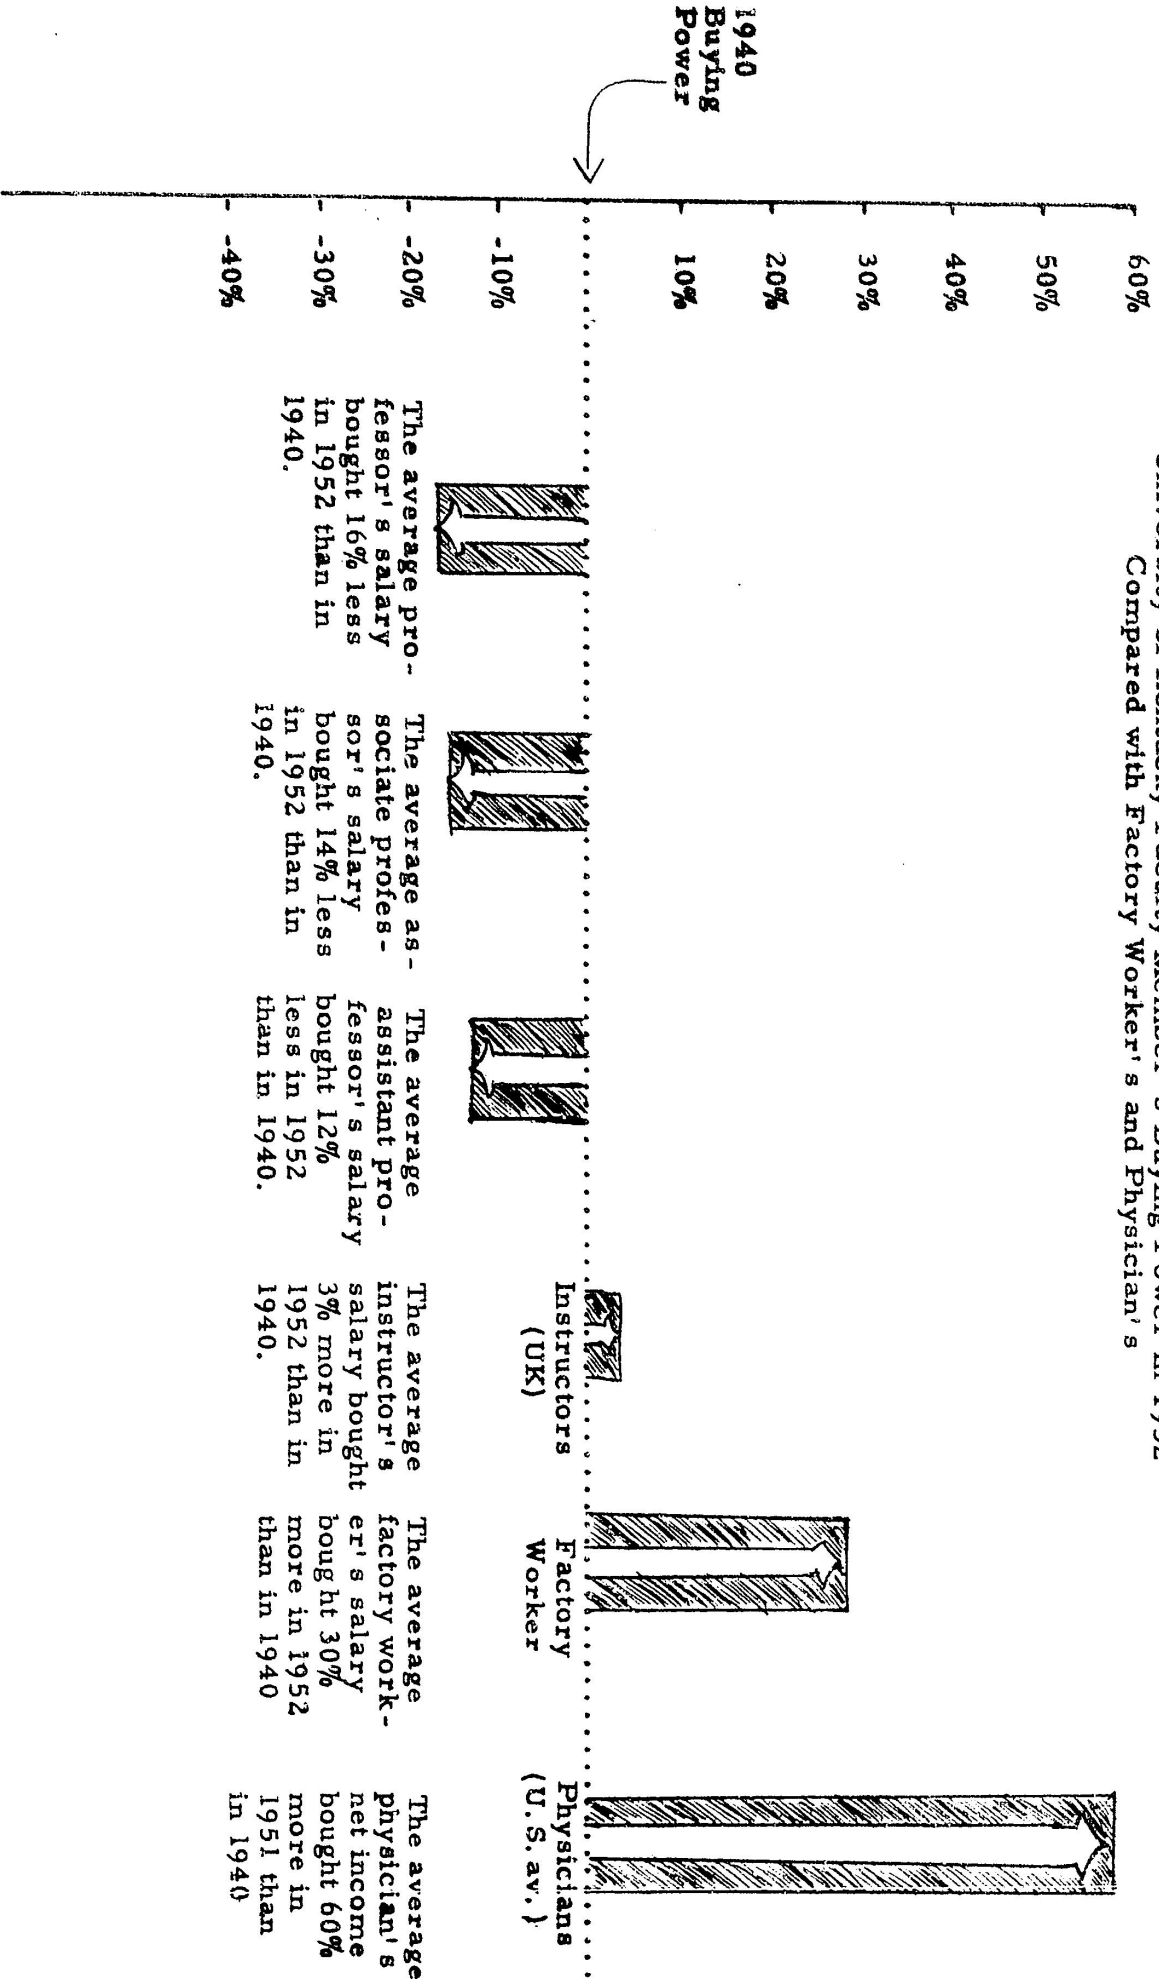 Compared with Factory Worker's and Physician's
60%
50%
40%
30%
20%
10%
-10%
-20%
-30%
-40%
1940
Buying
Power
Instructors
(UK)
Factory
Worker
Physicians
(U.S. av.)
The average pro-
fessor's salary
bought 16% less
in 1952 than in
1940.
The average as-
sociate profes-
sor's salary
bought 14% less
in 1952 than in
1940.
The average
assistant pro-
fessor's salary
bought 12%
less in 1952
than in 1940.
The average
instructor's
salary bought
3% more in
1952 than in
1940.
The average
factory work-
er's salary
bought 30%
more in 1952
than in 1940
The average
physician's
net income
bought 60%
more in
1951 than
in 1940